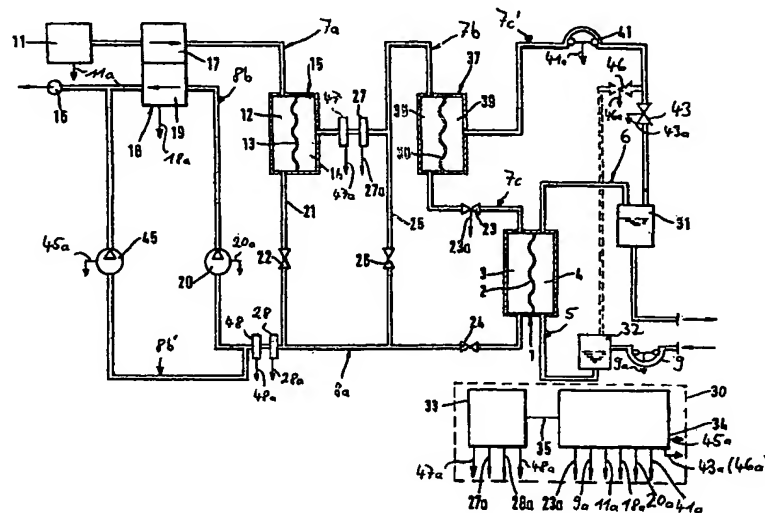 11
17
7a
7b
7c'
41
11a
41a
46
8b
15
37
46a
43
16
12
47
27
38
39
43a
18
19
13
6
18a
14
40
47a
27a
7c
31
21
25
23
23a
45a
45
20a
3
4
20
22
26
2
5
48
28
24
1
32
8b'
9a
9
48a
28a
8a
33
30
34
35
45a
47a
48a
43a (46a)
27a
28a
23a
9a
11a
18a
20a
41a